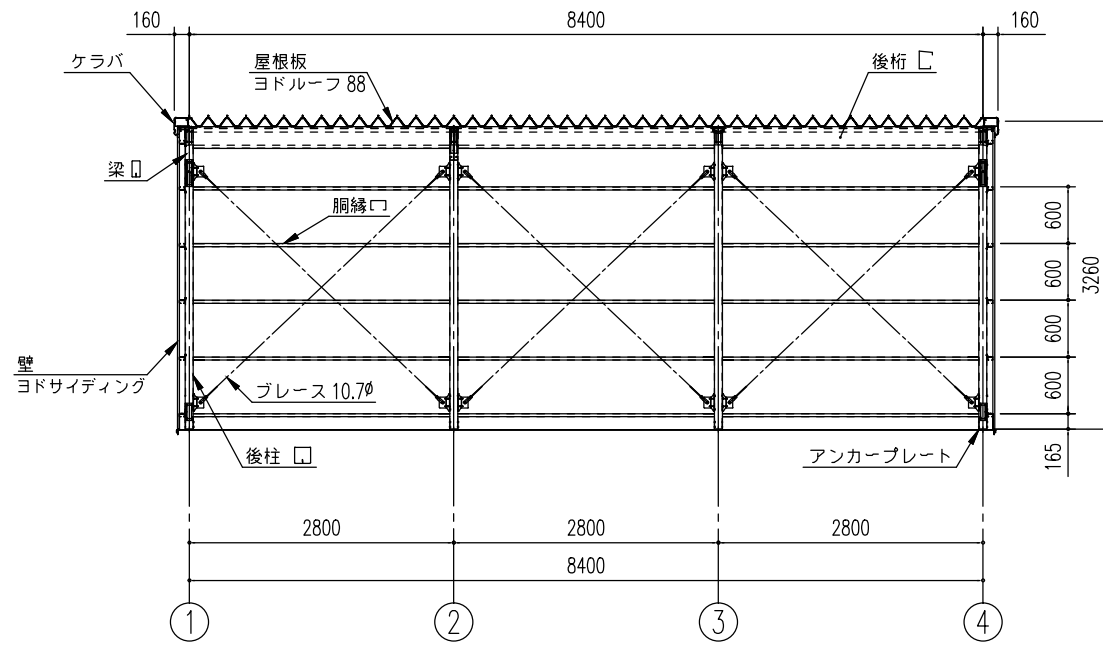 160
8400
160
ケラバ
屋根板
ヨドルーフ 88
後桁
梁
胴縁
600
600
600
600
3260
165
壁
ヨドサイディング
ブレース 10.7φ
後柱
アンカープレート
2800
2800
2800
8400
1
2
3
4